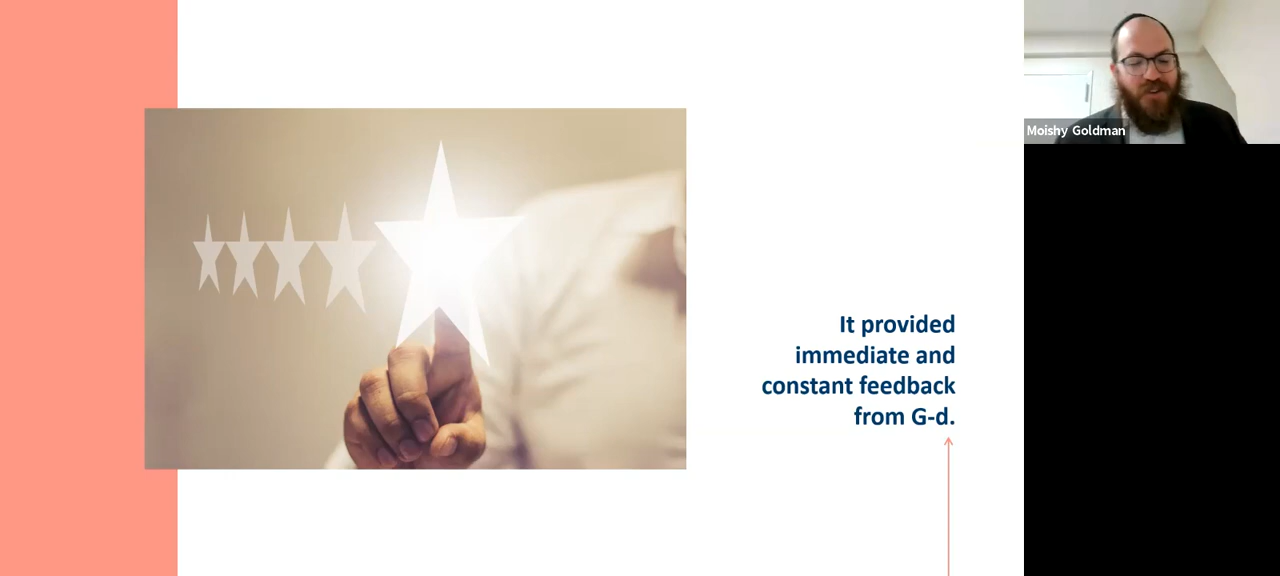 Moishy Goldman
It provided
immediate and
constant feedback
from G-d.